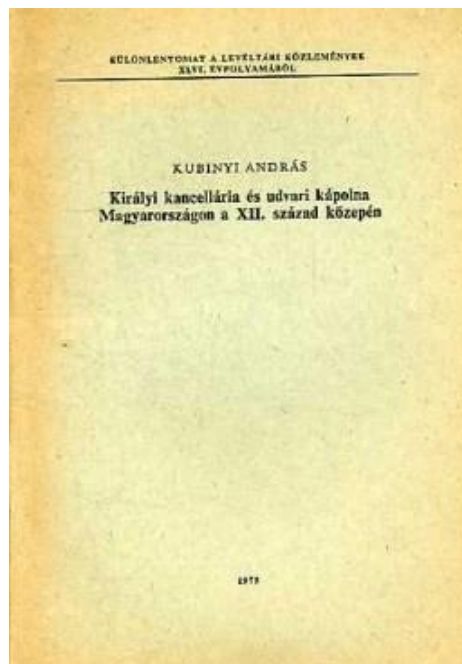 KÜLÖNLENYOMAT A LEVÉLTÁRI KÖZLEMÉNYEK
XLVI. ÉVFOLYAMÁBÓL
KUBINYI ANDRÁS
Királyi kancellária és udvari kápolna
Magyarországon a XII. század közepén
1975